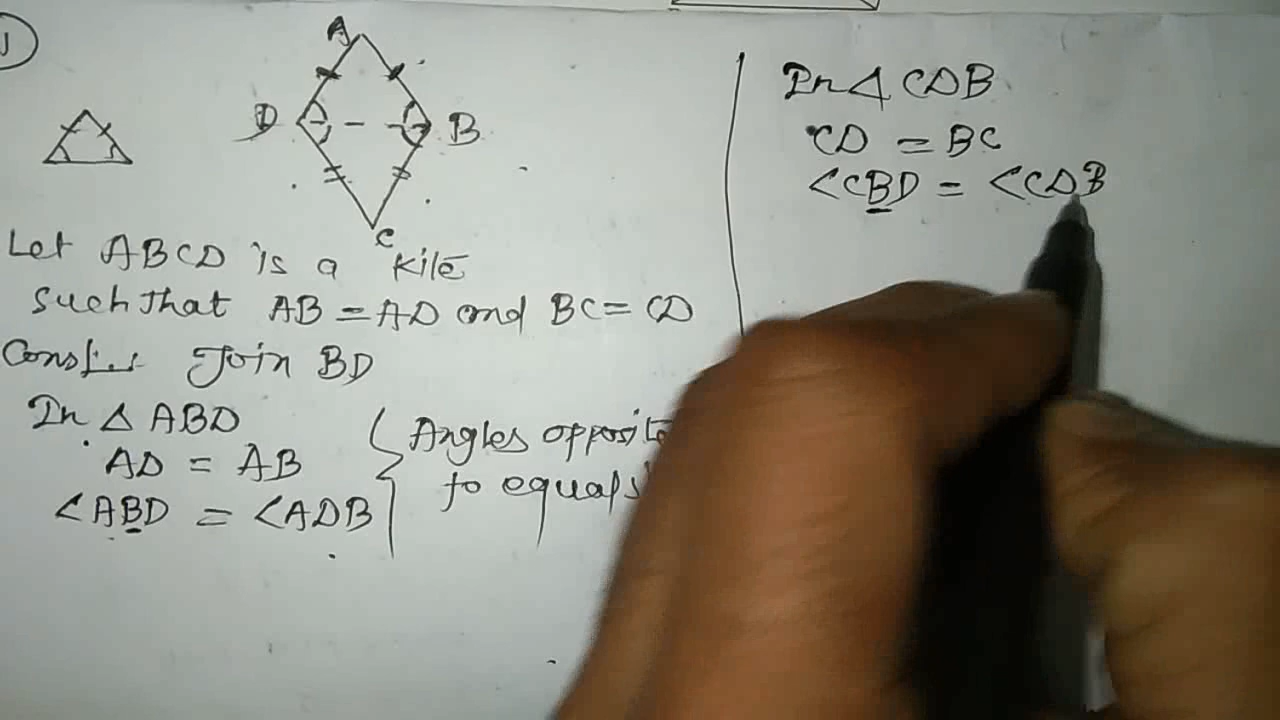 1
A
D
B
C
Let ABCD is a kite
such that AB = AD and BC = CD
Join BD
In △ ABD
AD = AB
∠ABD = ∠ADB
Angles opposite
to equal
In △ CDB
CD = BC
∠CBD = ∠CDB